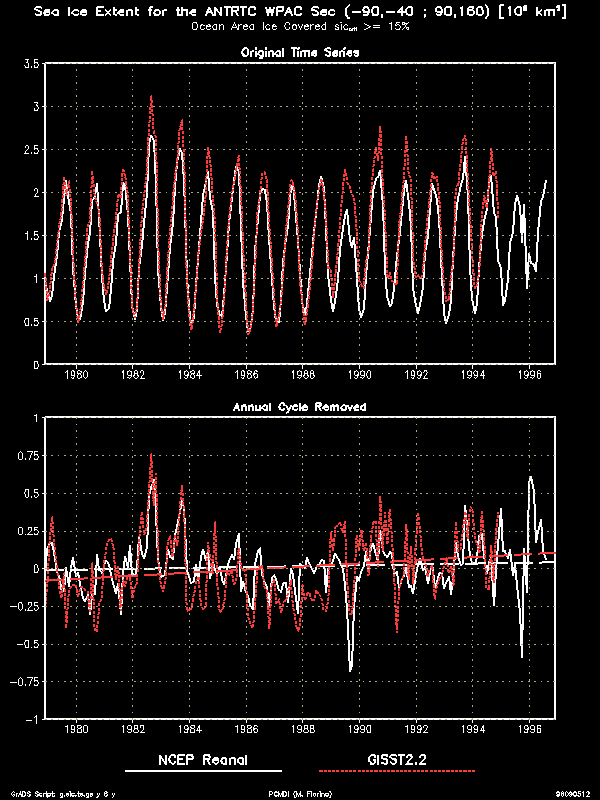 Sea Ice Extent for the ANTRTC WPAC Sec (-90,-40 ; 90,160) [10⁶ km²]
Ocean Area Ice Covered sic >= 15%
Original Time Series
3.5
3
2.5
2
1.5
1
0.5
0
1980 1982 1984 1986 1988 1990 1992 1994 1996
Annual Cycle Removed
1
0.75
0.5
0.25
0
-0.25
-0.5
-0.75
-1
1980 1982 1984 1986 1988 1990 1992 1994 1996
NCEP Reanal GISST2.2
GrADS Script: y 6 y PCMDI (M. Fiorino) 98090512